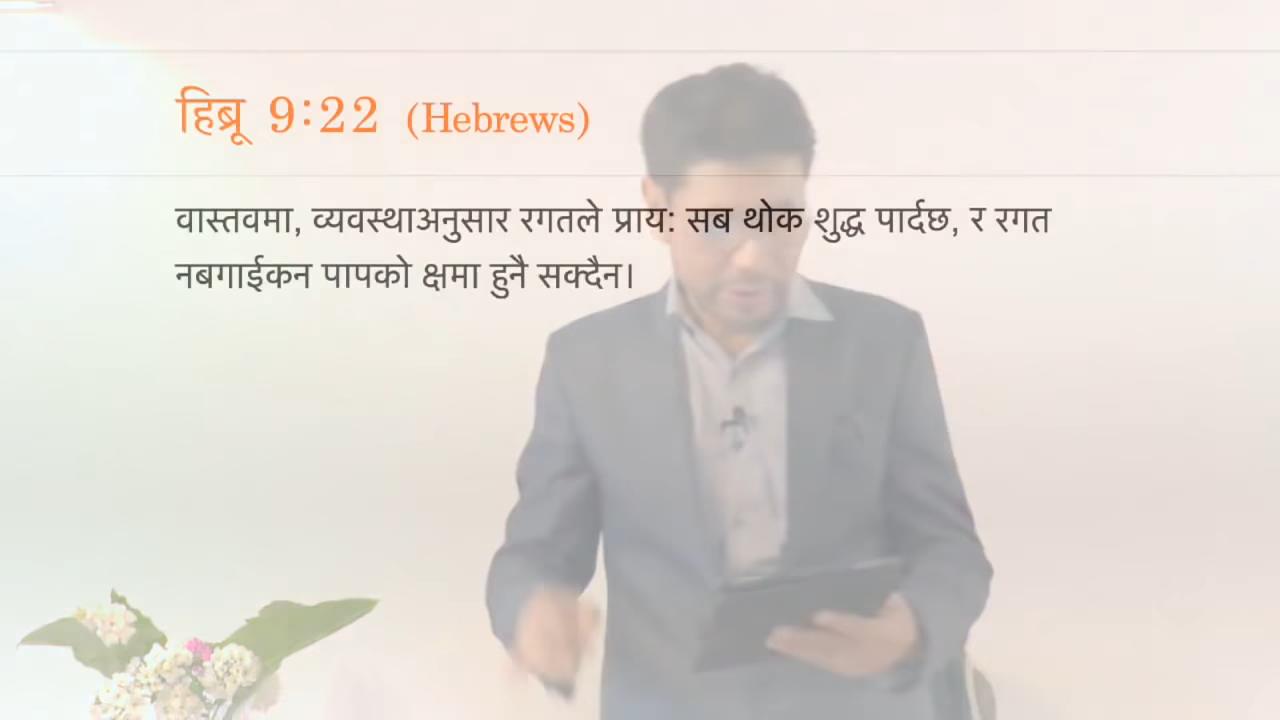 हिब्रू 9:22 (Hebrews)
वास्तवमा, व्यवस्थाअनुसार रगतले प्राय: सब थोक शुद्ध पार्दछ, र रगत
नबगाईकन पापको क्षमा हुनै सक्दैन।